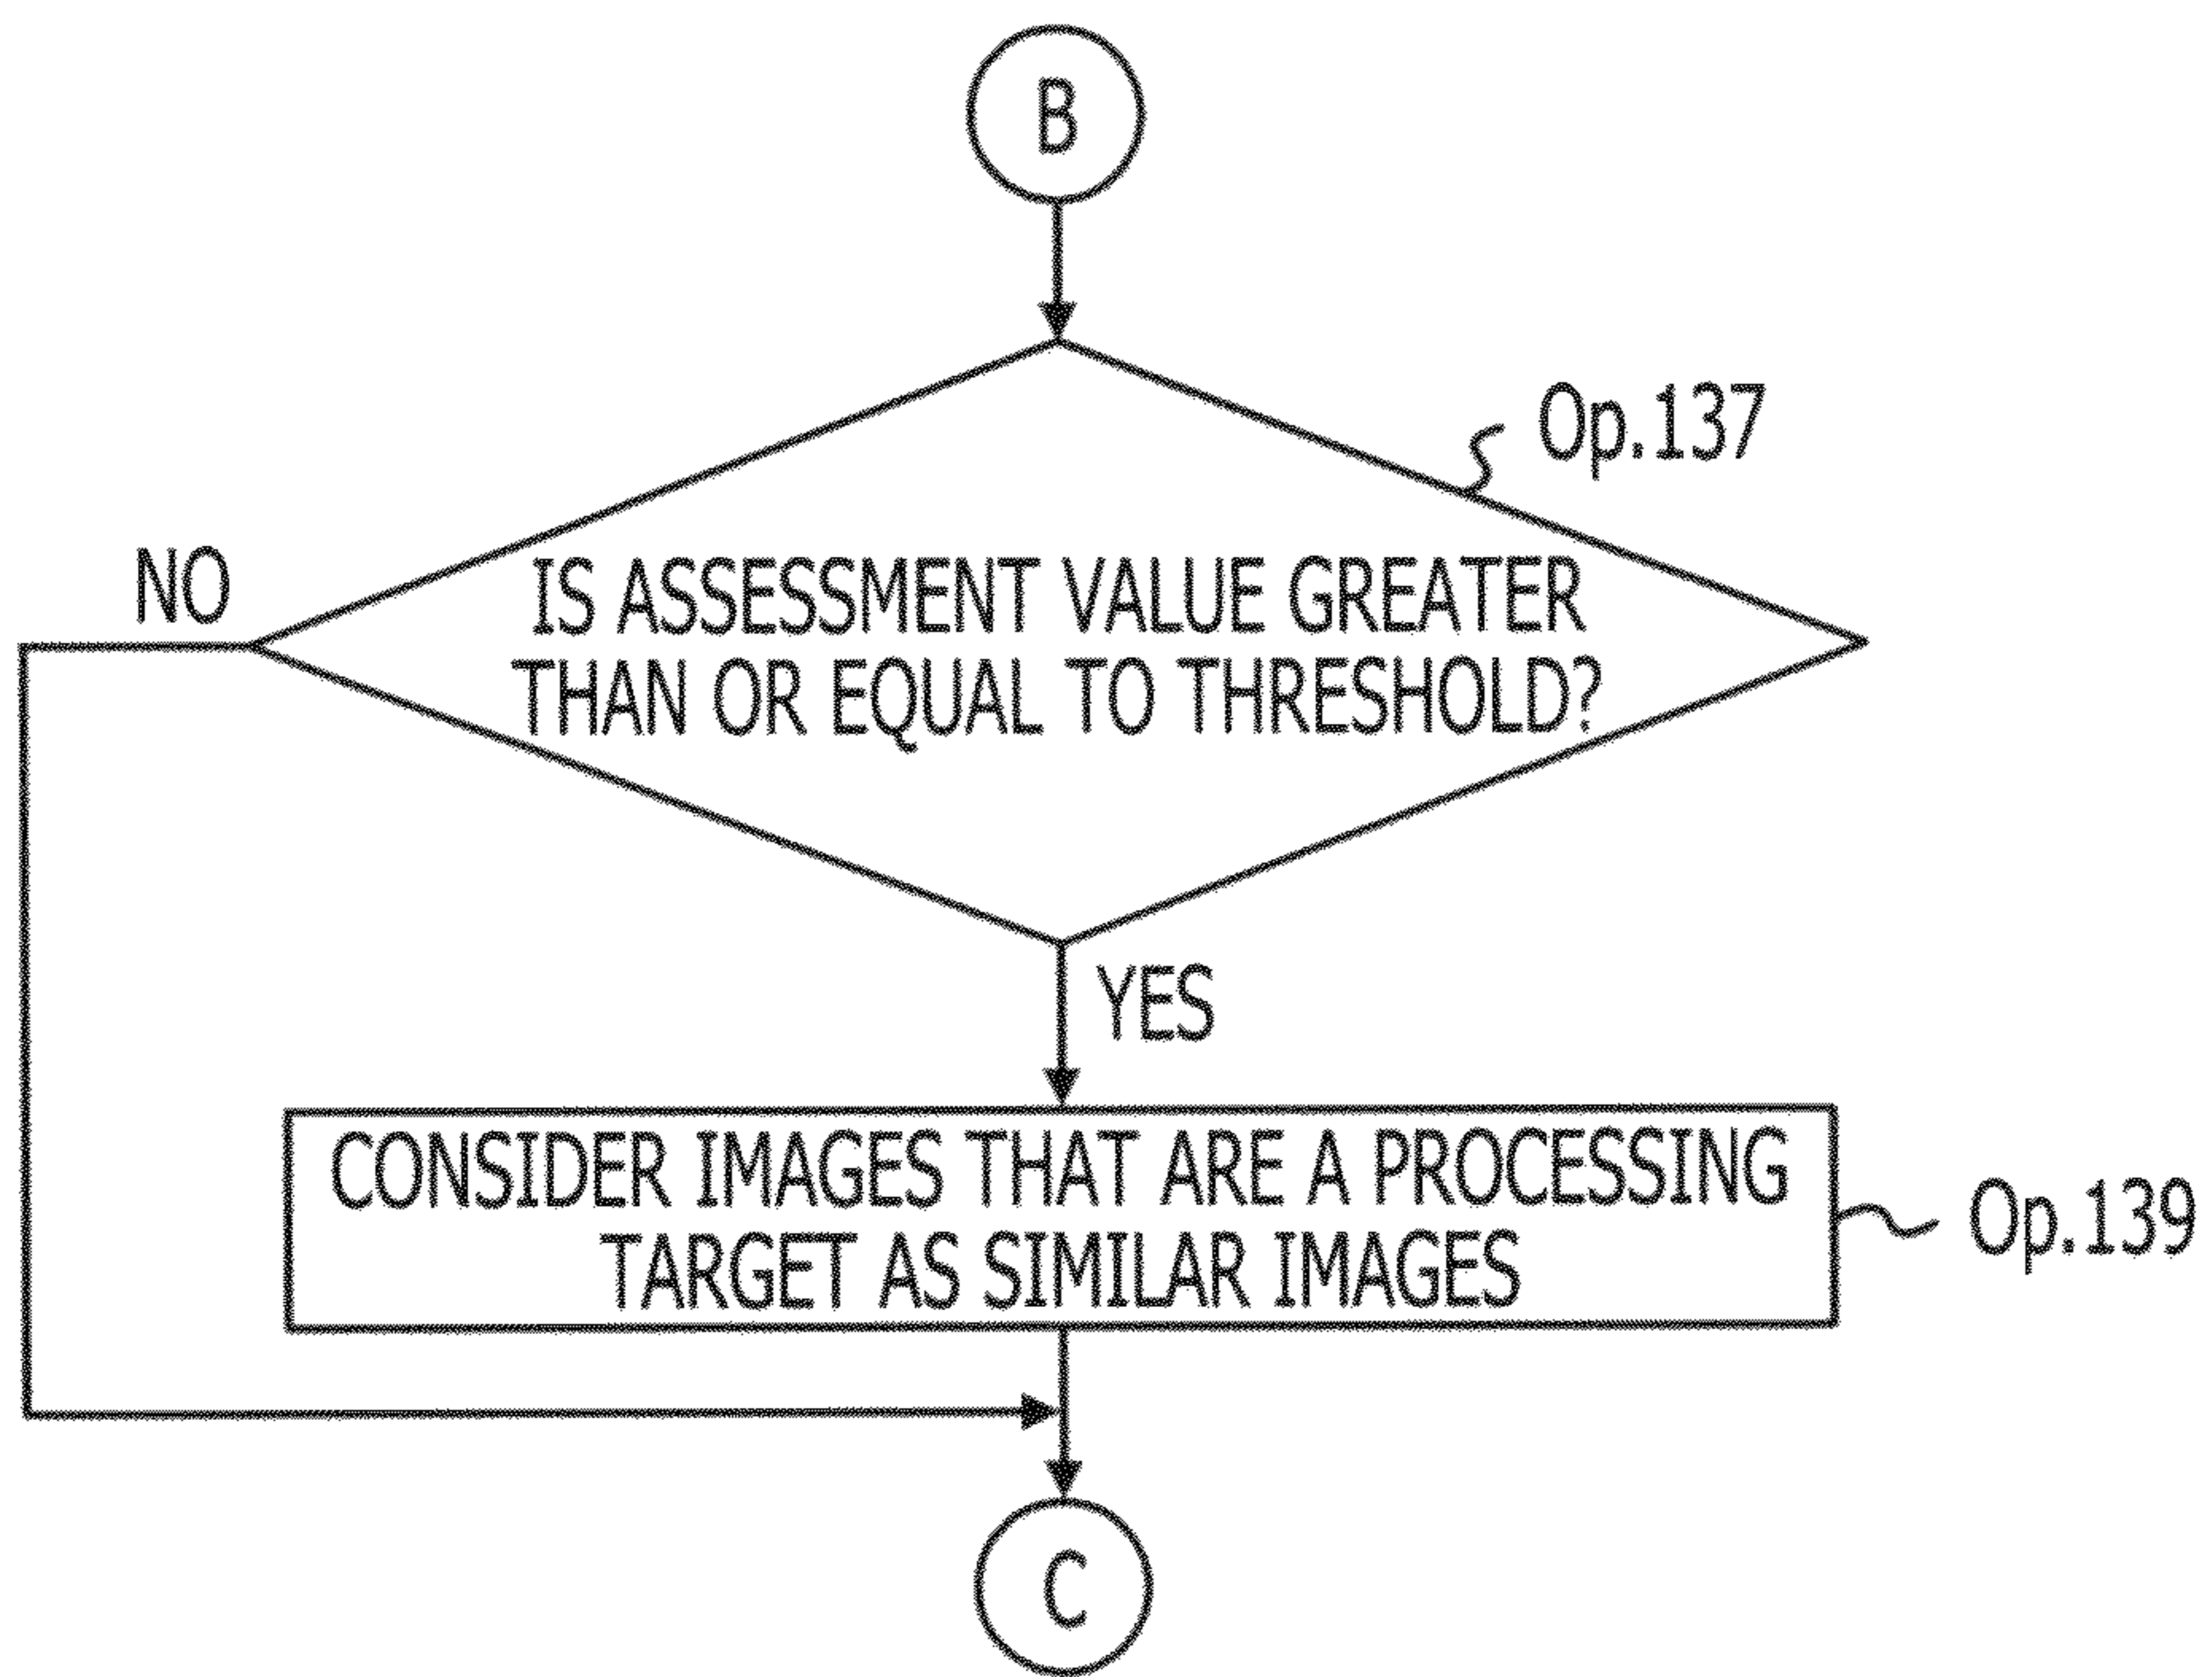 B
Op.137
NO
IS ASSESSMENT VALUE GREATER
THAN OR EQUAL TO THRESHOLD?
YES
CONSIDER IMAGES THAT ARE A PROCESSING
TARGET AS SIMILAR IMAGES
Op.139
C